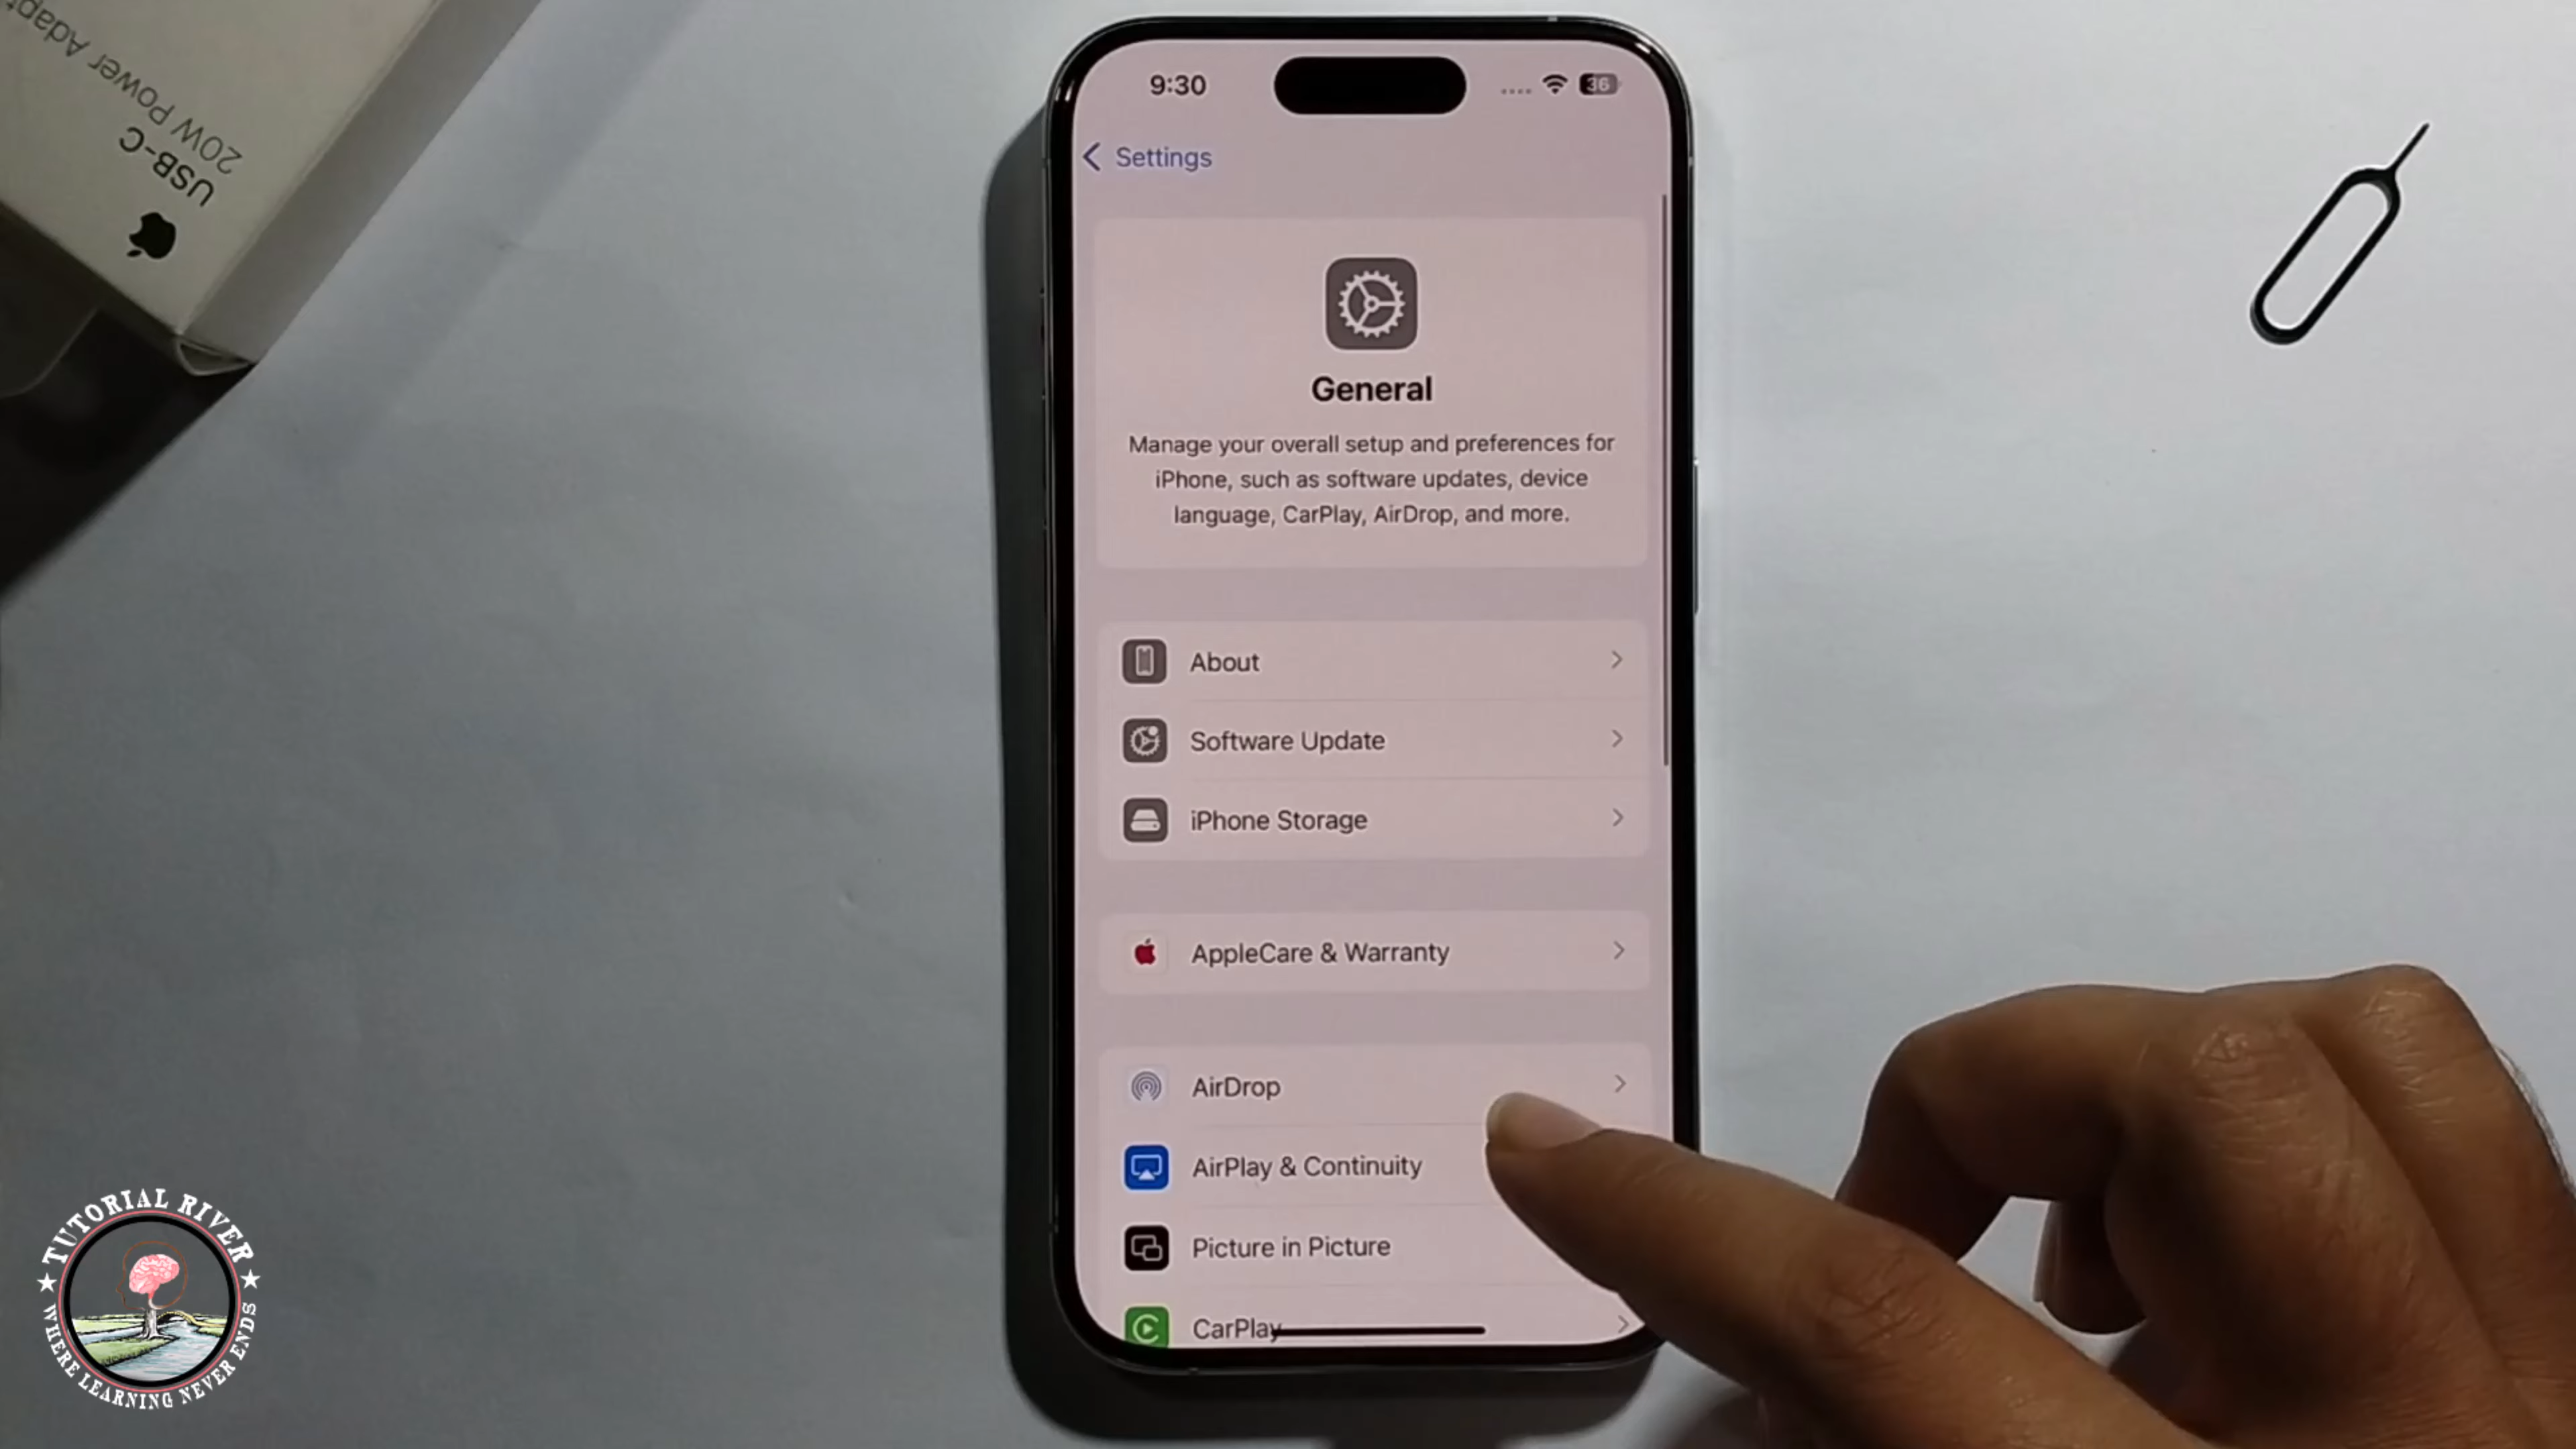 20W Power Adapt
USB-C
9:30
36
Settings
General
Manage your overall setup and preferences for
iPhone, such as software updates, device
language, CarPlay, AirDrop, and more.
About
Software Update
iPhone Storage
AppleCare & Warranty
AirDrop
AirPlay & Continuity
Picture in Picture
CarPlay
TUTORIAL RIVER
WHERE LEARNING NEVER ENDS